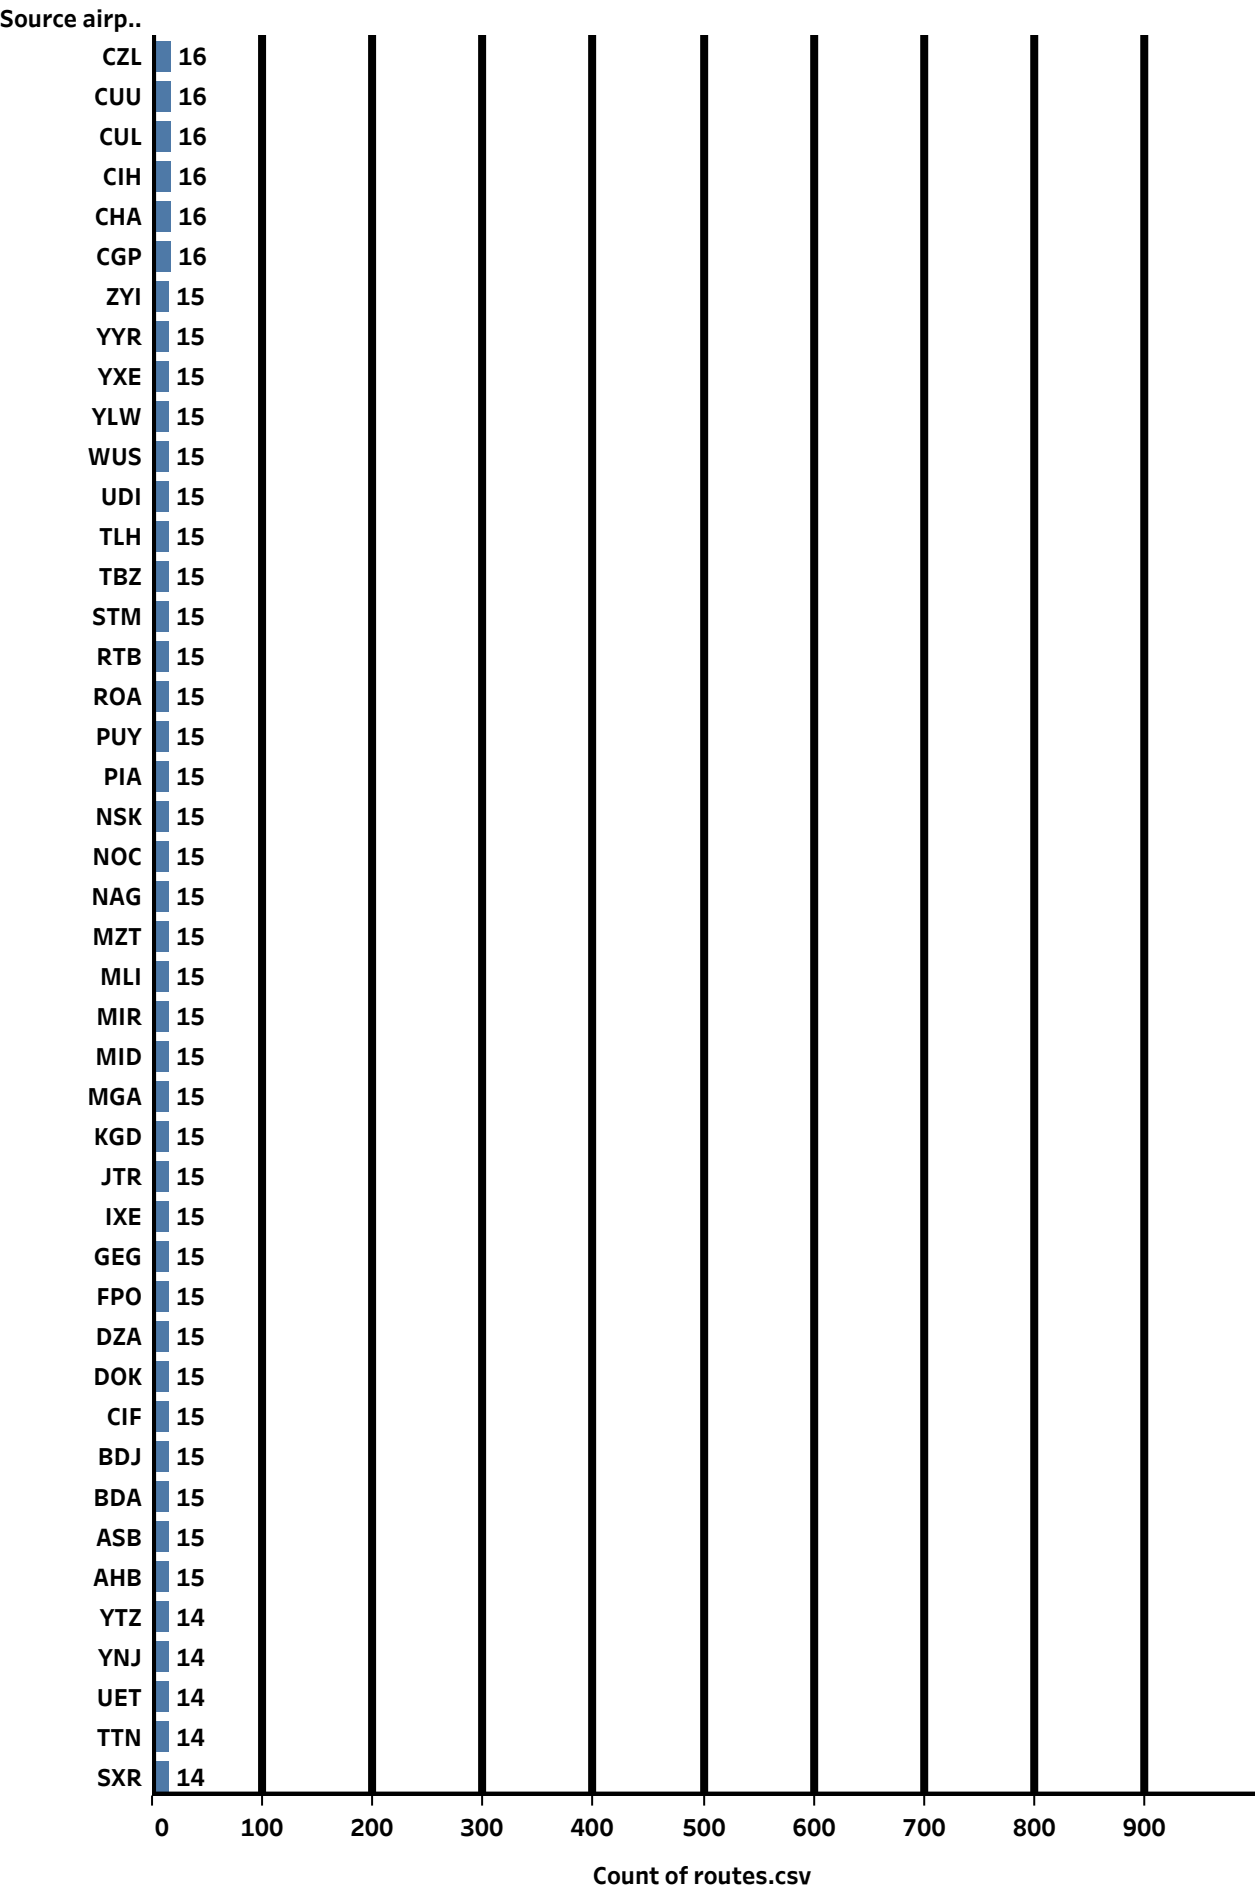 Source airp..
CZL 16
CUU 16
CUL 16
CIH 16
CHA 16
CGP 16
ZYI 15
YYR 15
YXE 15
YLW 15
WUS 15
UDI 15
TLH 15
TBZ 15
STM 15
RTB 15
ROA 15
PUY 15
PIA 15
NSK 15
NOC 15
NAG 15
MZT 15
MLI 15
MIR 15
MID 15
MGA 15
KGD 15
JTR 15
IXE 15
GEG 15
FPO 15
DZA 15
DOK 15
CIF 15
BDJ 15
BDA 15
ASB 15
AHB 15
YTZ 14
YNJ 14
UET 14
TTN 14
SXR 14
0 100 200 300 400 500 600 700 800 900
Count of routes.csv